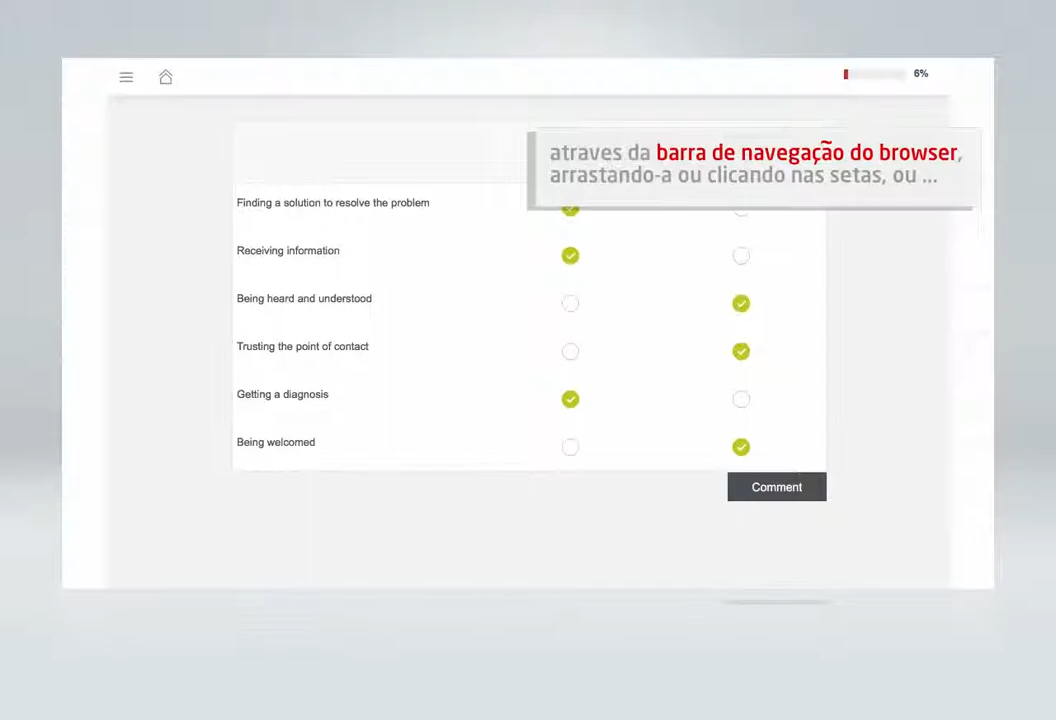 6%
atraves da barra de navegação do browser,
arrastando-a ou clicando nas setas, ou ...
Finding a solution to resolve the problem
Receiving information
Being heard and understood
Trusting the point of contact
Getting a diagnosis
Being welcomed
Comment